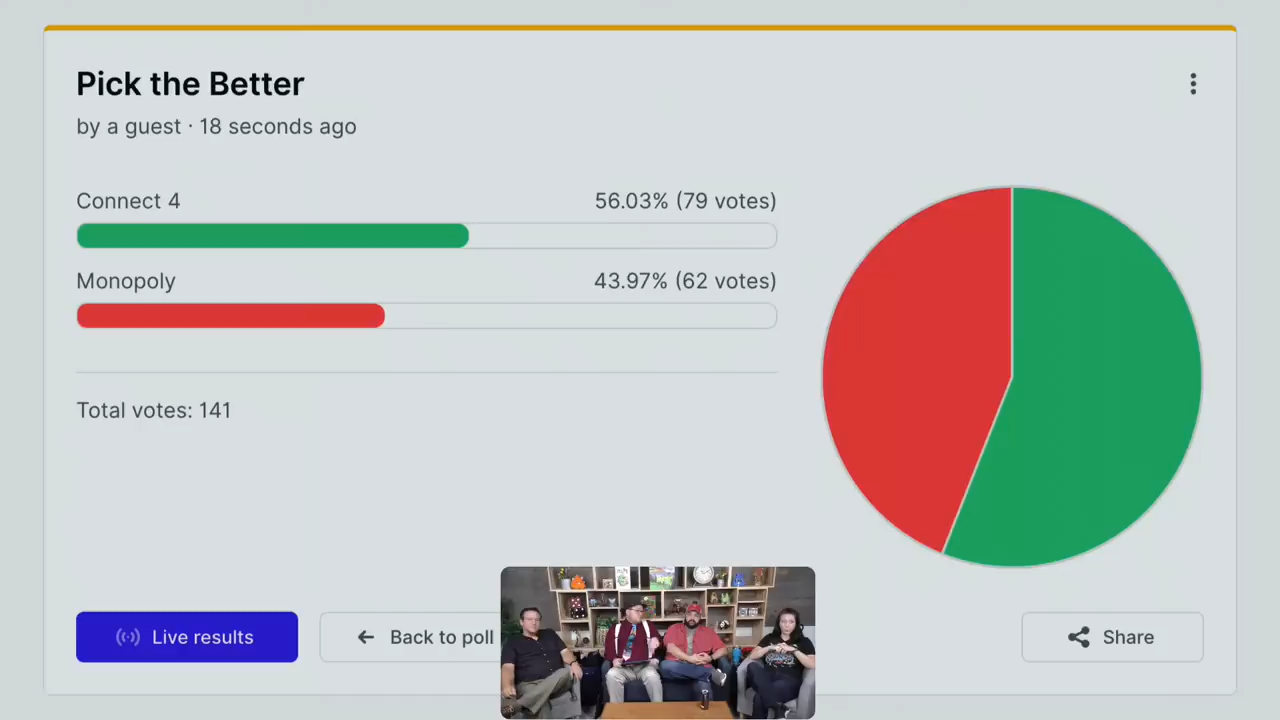 Pick the Better
by a guest · 18 seconds ago
Connect 4
56.03% (79 votes)
Monopoly
43.97% (62 votes)
Total votes: 141
Live results
Back to poll
Share